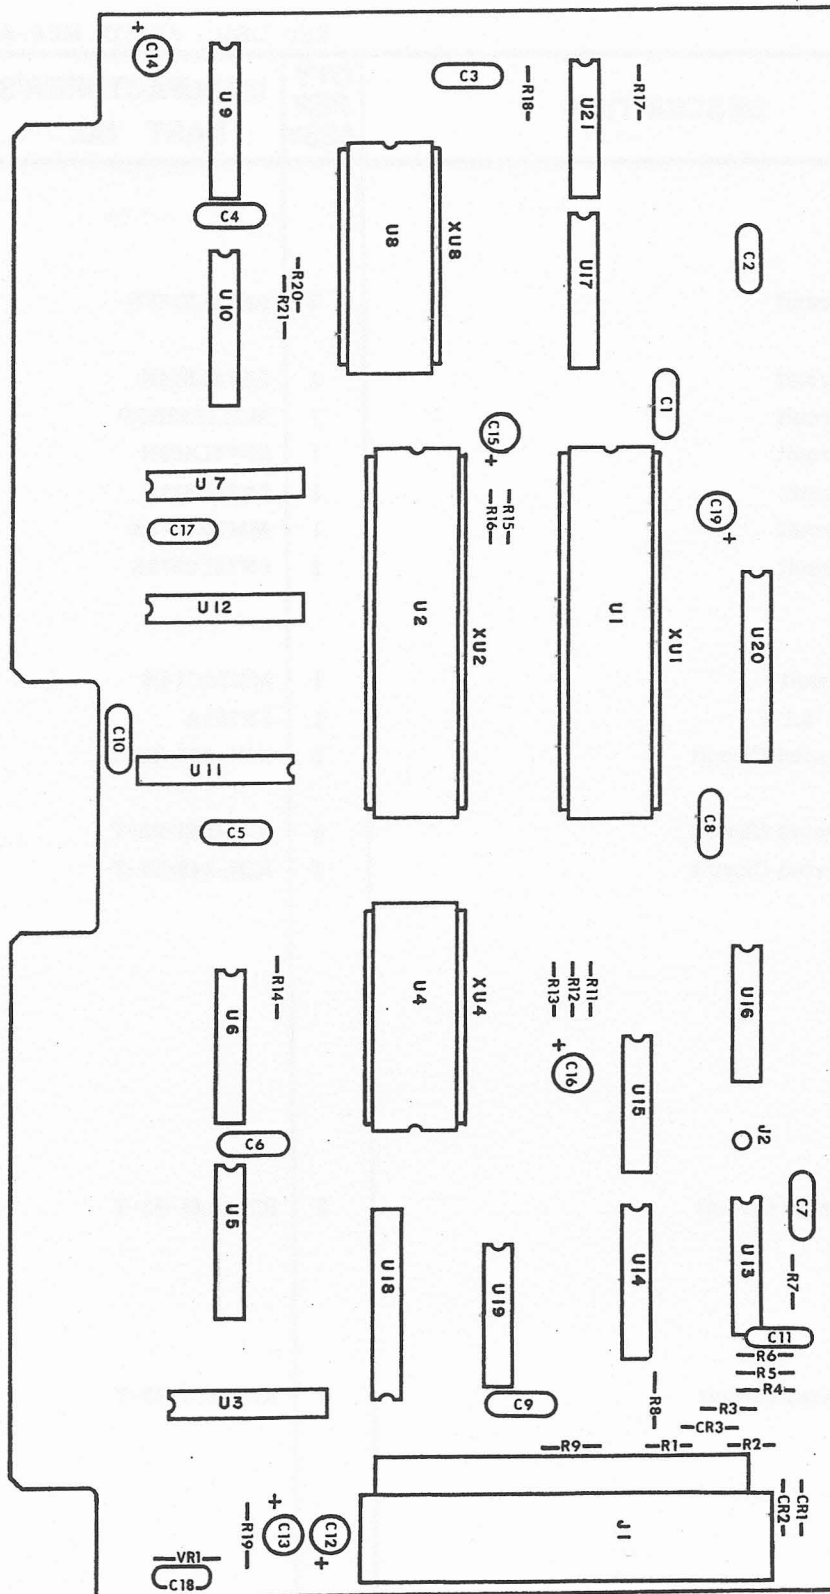 +
C14
U9
C3
R18
U21
R17
C4
U8
XU8
U17
C2
U10
R20
R21
C1
C15
+
U7
R16
R15
C19
+
C17
U12
U2
XU2
U1
XU1
U20
C10
U11
C5
C8
R14
U6
U4
XU4
R13
R12
R11
U16
+
C16
U15
J2
C6
U5
C7
U18
U19
U14
U13
R7
C11
R6
R5
R4
U3
C9
R8
R3
CR3
R9
R1
R2
+
R19
C13
C12
+
J1
CR2
CR1
VR1
C18